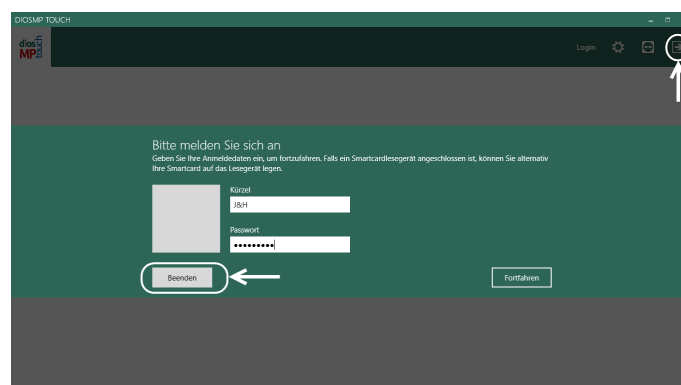 DIOSMP TOUCH
dios
MP touch
Login
Bitte melden Sie sich an
Geben Sie Ihre Anmeldedaten ein, um fortzufahren. Falls ein Smartcardlesegerät angeschlossen ist, können Sie alternativ
Ihre Smartcard auf das Lesegerät legen.
Kürzel
J&H
Passwort
Beenden
Fortfahren